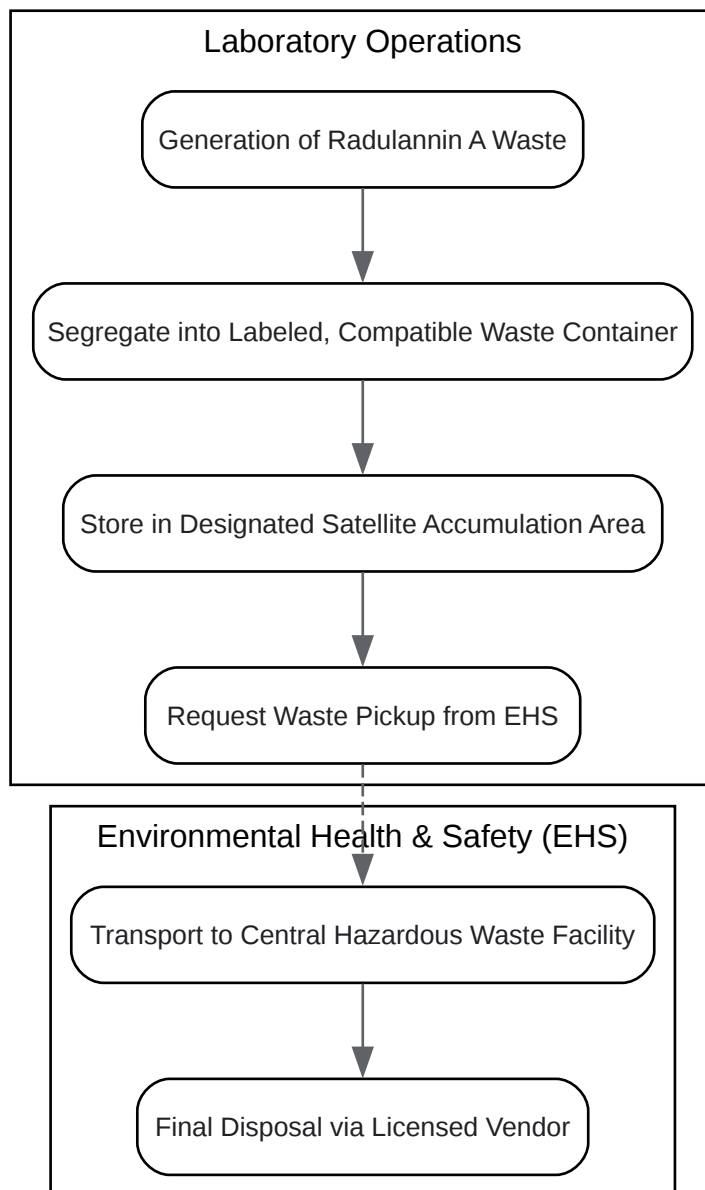 Laboratory Operations
Generation of Radulannin A Waste
Segregate into Labeled, Compatible Waste Container
Store in Designated Satellite Accumulation Area
Request Waste Pickup from EHS
Environmental Health & Safety (EHS)
Transport to Central Hazardous Waste Facility
Final Disposal via Licensed Vendor